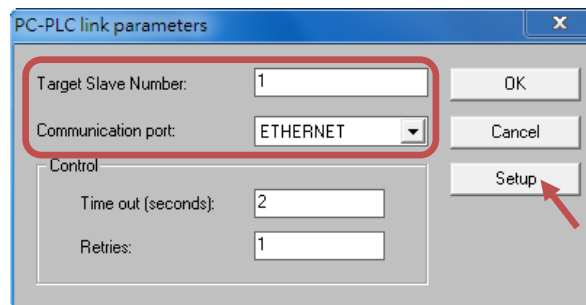 PC-PLC link parameters
X
Target Slave Number: 1 OK
Communication port: ETHERNET Cancel
Control Setup
Time out (seconds): 2
Retries: 1